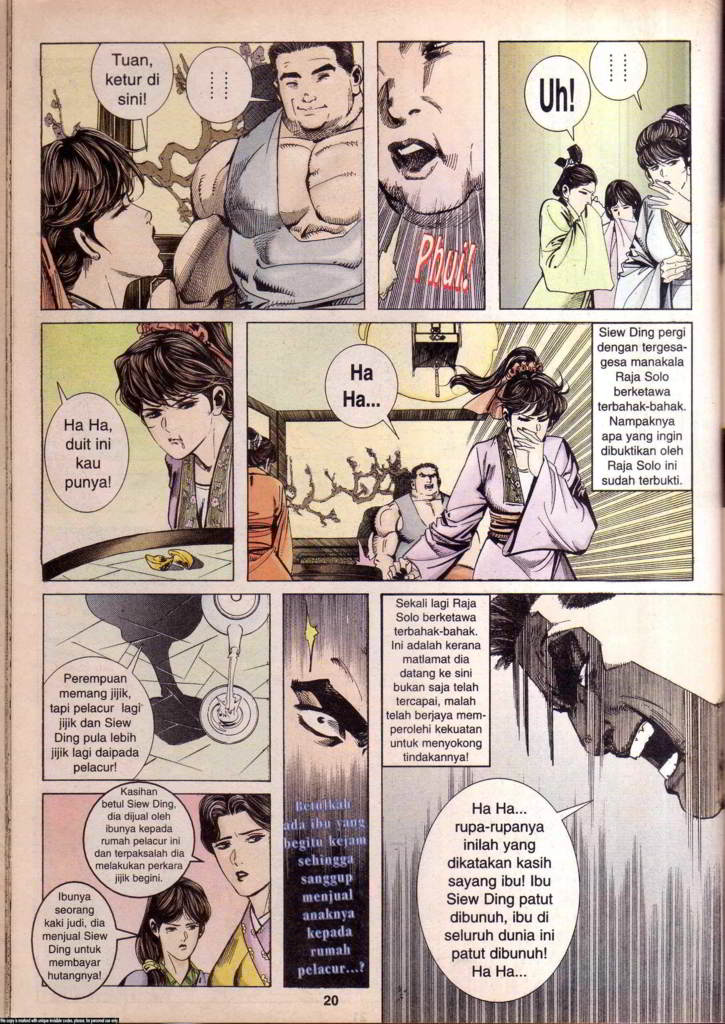 Tuan,
ketur di
sini!
. . .
. . .
Phui!
Uh!
. . .
. . .
Ha Ha,
duit ini
kau
punya!
Ha
Ha...
Siew Ding pergi
dengan tergesa-
gesa manakala
Raja Solo
berketawa
terbahak-bahak.
Nampaknya
apa yang ingin
dibuktikan oleh
Raja Solo ini
sudah terbukti.
Perempuan
memang jijik,
tapi pelacur lagi
jijik dan Siew
Ding pula lebih
jijik lagi daipada
pelacur!
Kasihan
betul Siew Ding,
dia dijual oleh
ibunya kepada
rumah pelacur ini
dan terpaksalah dia
melakukan perkara
jijik begini.
Ibunya
seorang
kaki judi, dia
menjual Siew
Ding untuk
membayar
hutangnya!
Betulkah
ada ibu yang
begitu kejam
sehingga
sanggup
menjual
anaknya
kepada
rumah
pelacur...?
Sekali lagi Raja
Solo berketawa
terbahak-bahak.
Ini adalah kerana
matlamat dia
datang ke sini
bukan saja telah
tercapai, malah
telah berjaya mem-
perolehi kekuatan
untuk menyokong
tindakannya!
Ha Ha...
rupa-rupanya
inilah yang
dikatakan kasih
sayang ibu! Ibu
Siew Ding patut
dibunuh, ibu di
seluruh dunia ini
patut dibunuh!
Ha Ha...
20